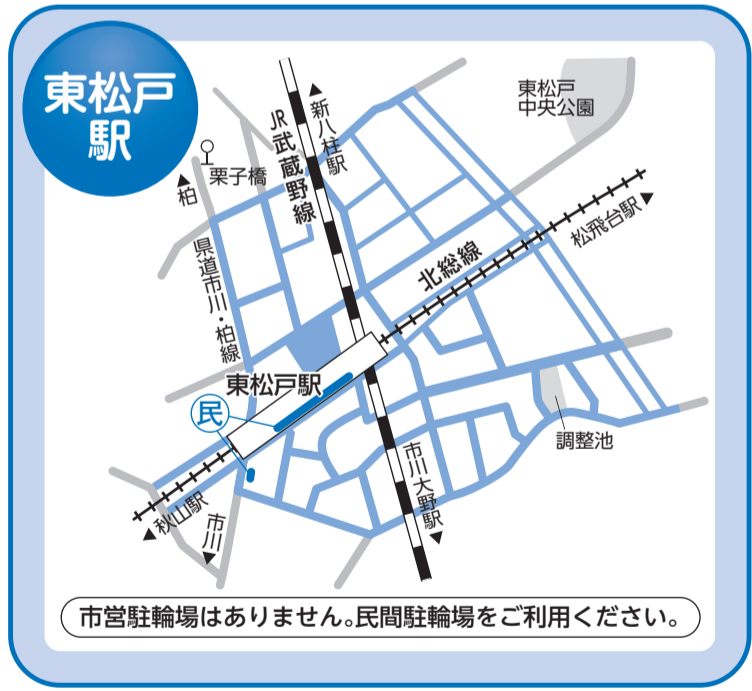 東松戸
駅
東松戸
中央公園
▲新八柱駅
JR武蔵野線
栗子橋
▲柏
県道市川・柏線
北総線
松飛台駅▶
東松戸駅
民
調整池
市川大野駅▼
◀秋山駅
市川▼
市営駐輪場はありません。民間駐輪場をご利用ください。